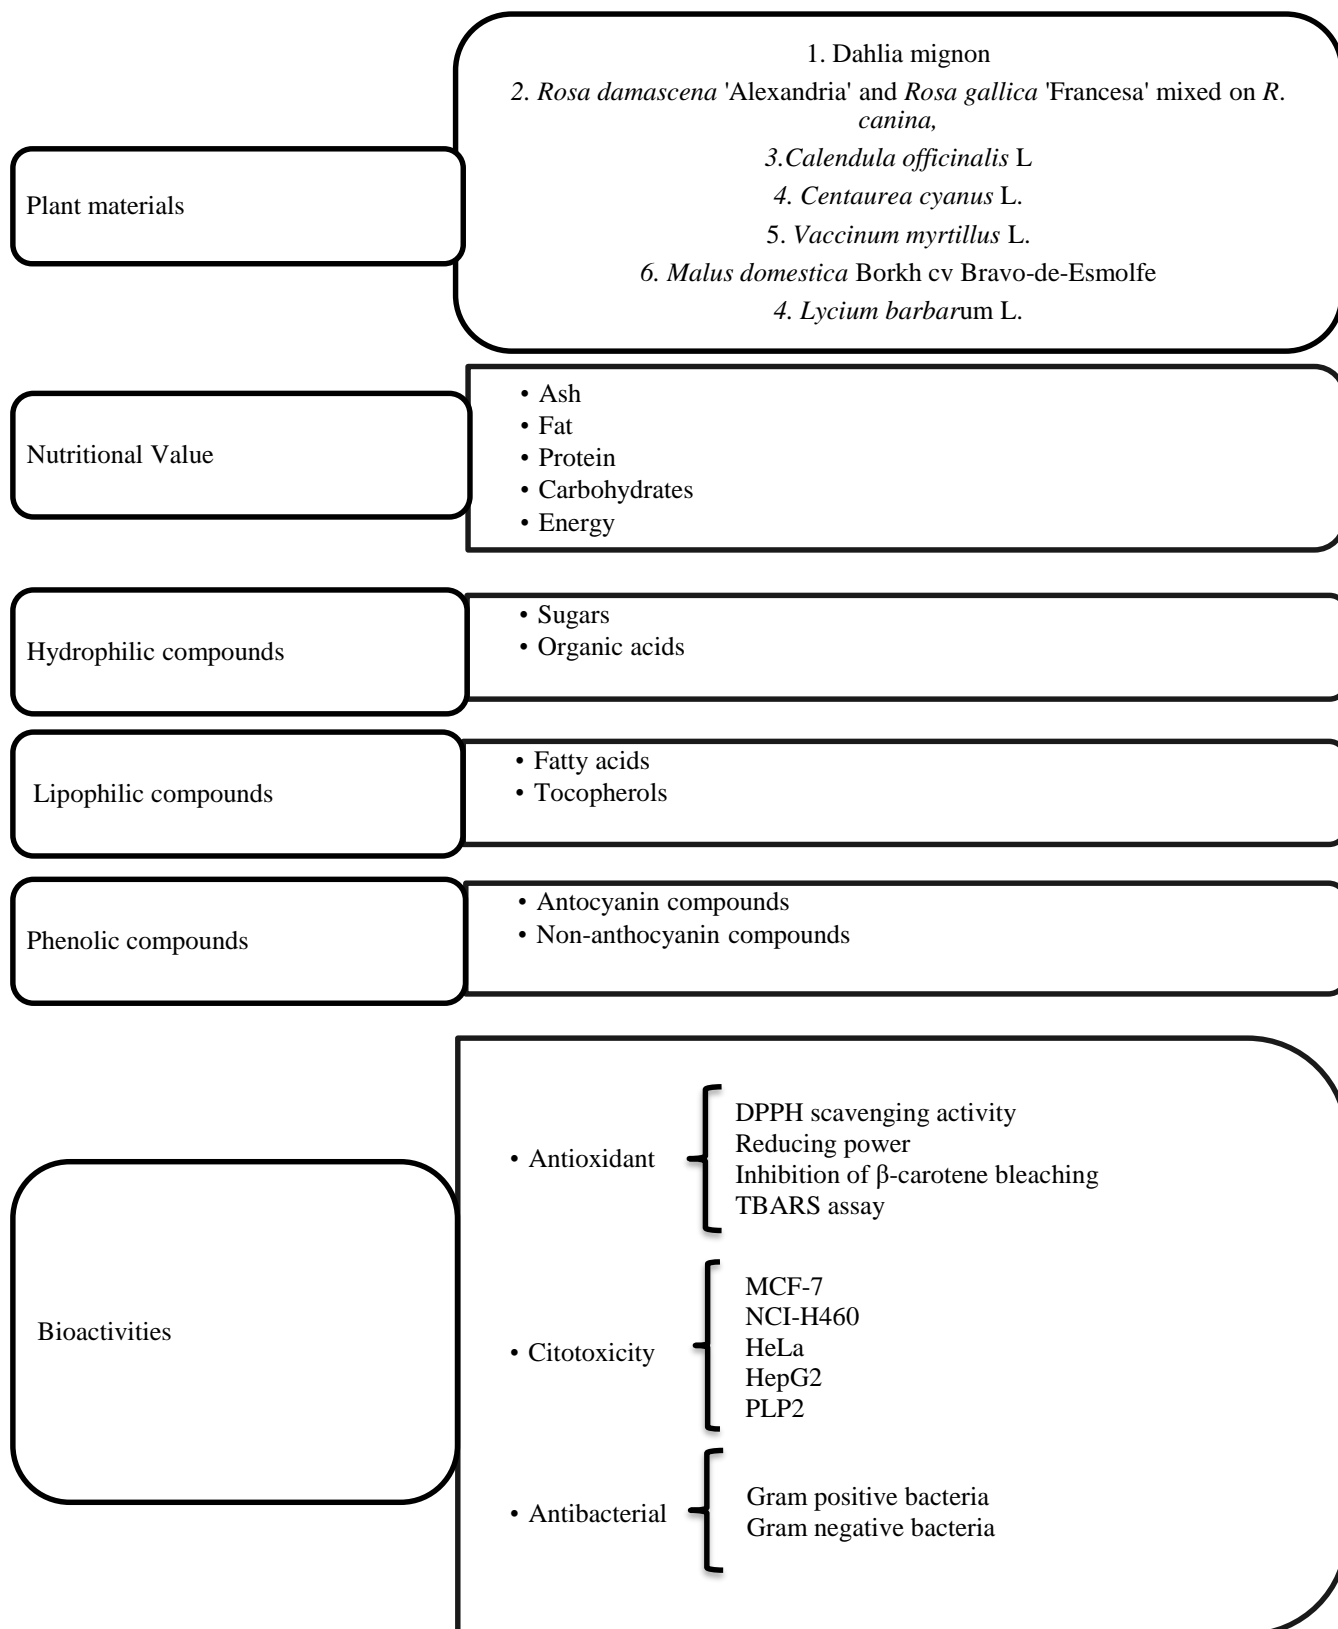 1. Dahlia mignon
2. Rosa damascena 'Alexandria' and Rosa gallica 'Francesa' mixed on R.
canina,
3.Calendula officinalis L
4. Centaurea cyanus L.
5. Vaccinum myrtillus L.
6. Malus domestica Borkh cv Bravo-de-Esmolfe
4. Lycium barbarum L.
Plant materials
Nutritional Value
• Ash
• Fat
• Protein
• Carbohydrates
• Energy
Hydrophilic compounds
• Sugars
• Organic acids
Lipophilic compounds
• Fatty acids
• Tocopherols
Phenolic compounds
• Antocyanin compounds
• Non-anthocyanin compounds
Bioactivities
• Antioxidant
DPPH scavenging activity
Reducing power
Inhibition of β-carotene bleaching
TBARS assay
• Citotoxicity
MCF-7
NCI-H460
HeLa
HepG2
PLP2
• Antibacterial
Gram positive bacteria
Gram negative bacteria